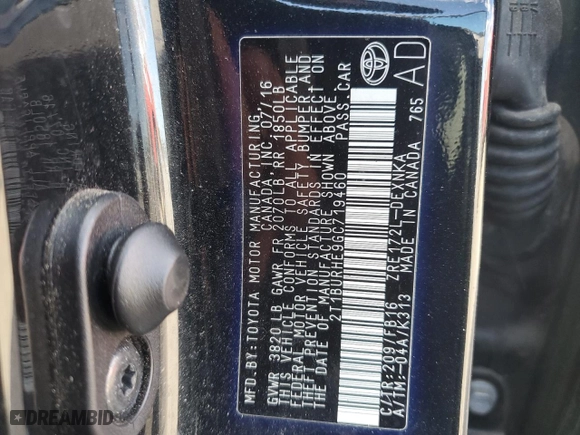 MFD.BY:TOYOTA MOTOR MANUFACTURING
CANADA, INC. 07/16
GVWR 3820 LB GAWR FR 2070LB RR 1850LB
THIS VEHICLE CONFORMS TO ALL APPLICABLE
FEDERAL MOTOR VEHICLE SAFETY BUMPER,AND
THEFT PREVENTION STANDARDS IN EFFECT ON
THE DATE OF MANUFACTURE SHOWN ABOVE.
2T1BURHE9GC719460 PASS.CAR
C/TR:209/FB16 ZRE172L-DEXNKA
A/TM:-04A/K313 MADE IN CANADA 765
AD
DREAMBID